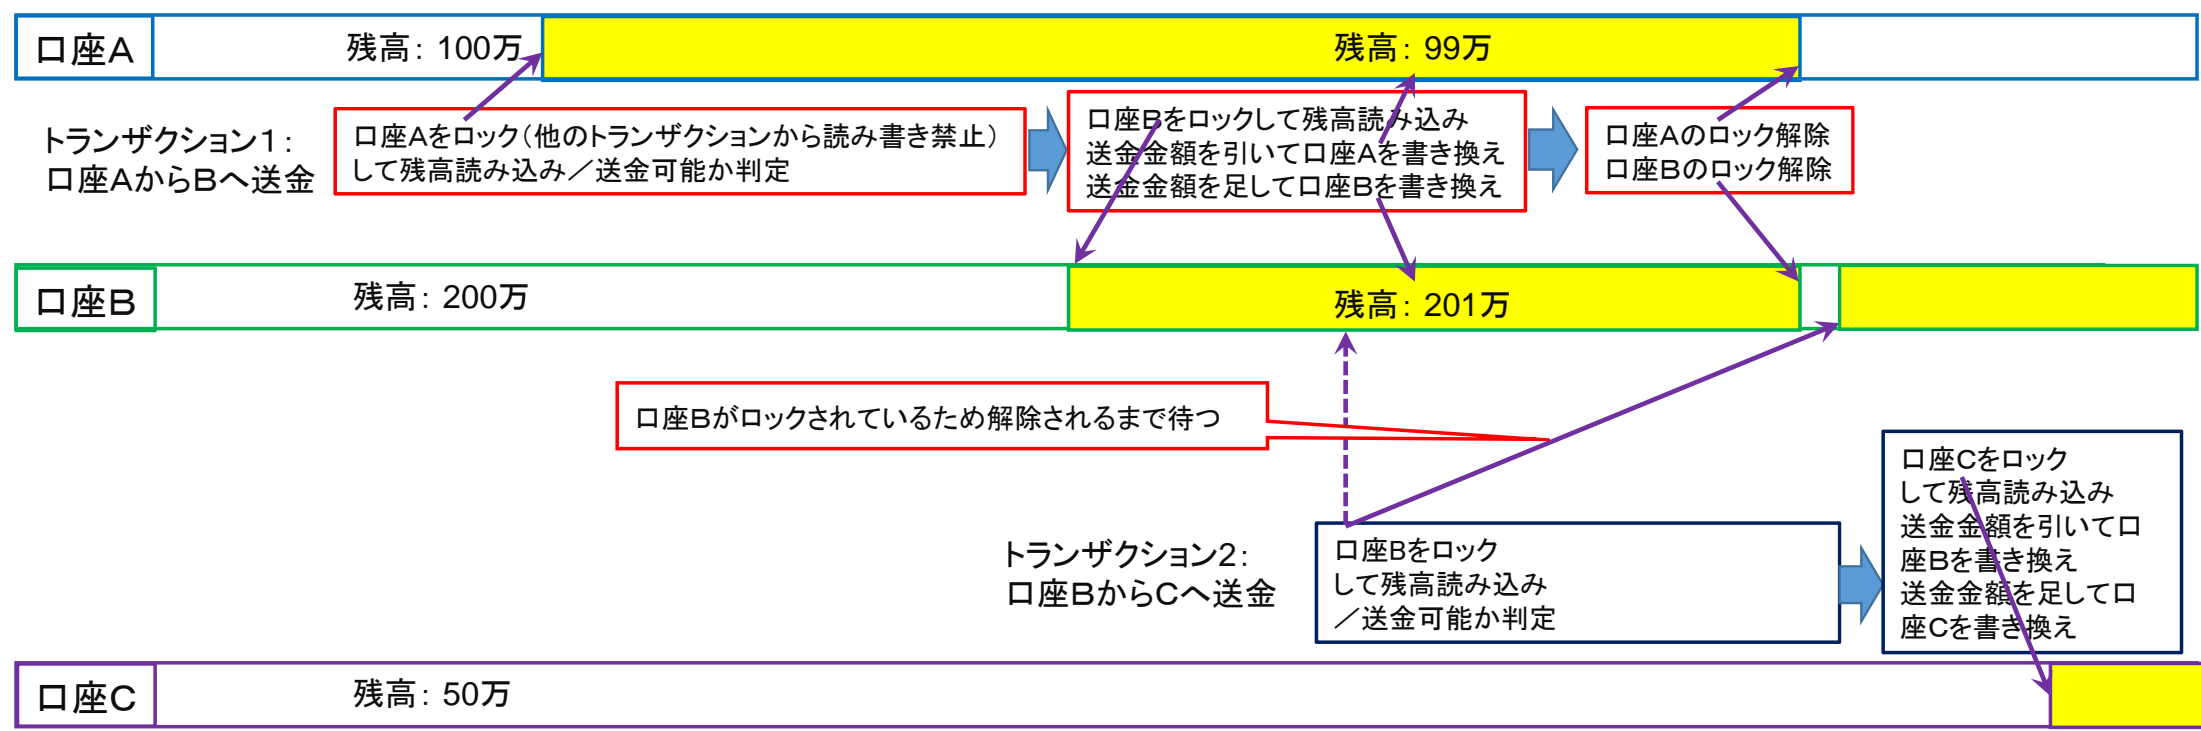 口座A
残高：100万
残高：99万
トランザクション1：
口座AからBへ送金
口座Aをロック（他のトランザクションから読み書き禁止）
して残高読み込み／送金可能か判定
口座Bをロックして残高読み込み
送金金額を引いて口座Aを書き換え
送金金額を足して口座Bを書き換え
口座Aのロック解除
口座Bのロック解除
口座B
残高：200万
残高：201万
口座Bがロックされているため解除されるまで待つ
トランザクション2：
口座BからCへ送金
口座Bをロック
して残高読み込み
／送金可能か判定
口座Cをロック
して残高読み込み
送金金額を引いて口
座Bを書き換え
送金金額を足して口
座Cを書き換え
口座C
残高：50万